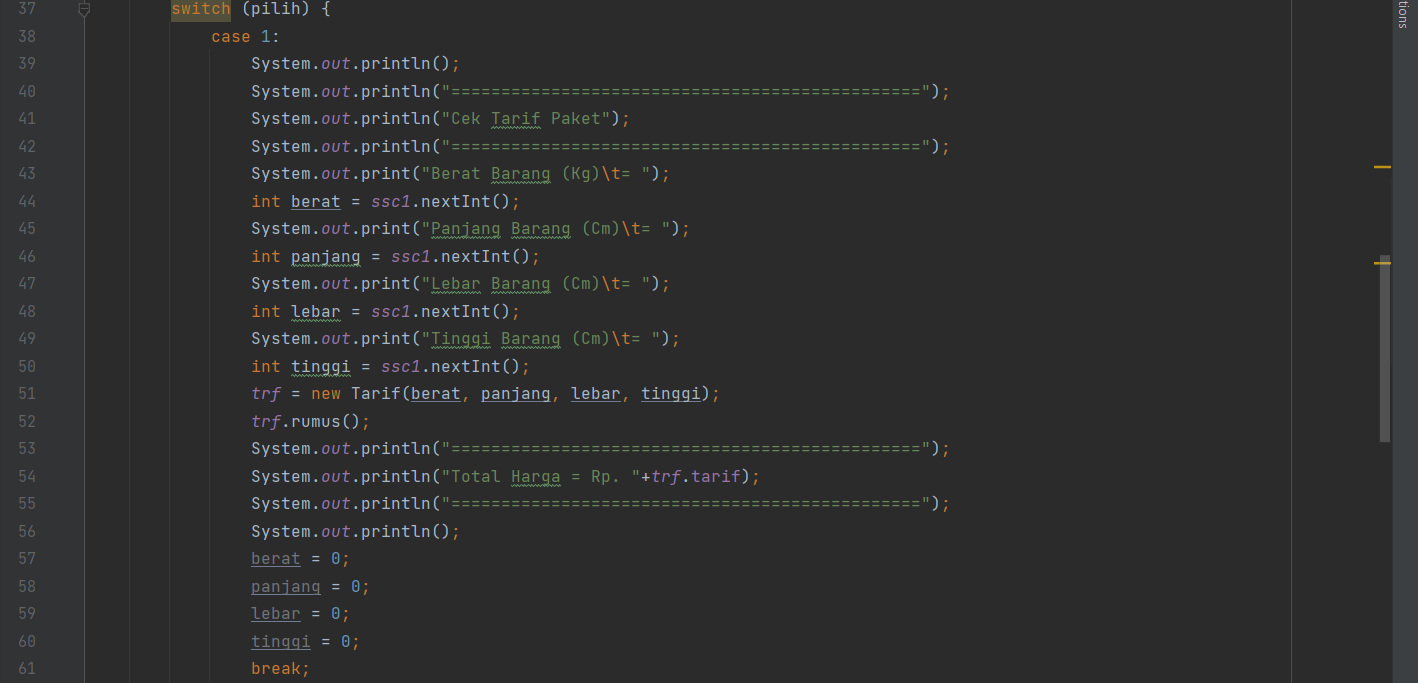 37 switch (pilih) {
38 case 1:
39 System.out.println();
40 System.out.println("===============================================");
41 System.out.println("Cek Tarif Paket");
42 System.out.println("===============================================");
43 System.out.print("Berat Barang (Kg)\t= ");
44 int berat = ssc1.nextInt();
45 System.out.print("Panjang Barang (Cm)\t= ");
46 int panjang = ssc1.nextInt();
47 System.out.print("Lebar Barang (Cm)\t= ");
48 int lebar = ssc1.nextInt();
49 System.out.print("Tinggi Barang (Cm)\t= ");
50 int tinggi = ssc1.nextInt();
51 trf = new Tarif(berat, panjang, lebar, tinggi);
52 trf.rumus();
53 System.out.println("===============================================");
54 System.out.println("Total Harga = Rp. "+trf.tarif);
55 System.out.println("===============================================");
56 System.out.println();
57 berat = 0;
58 panjang = 0;
59 lebar = 0;
60 tinggi = 0;
61 break;
tions